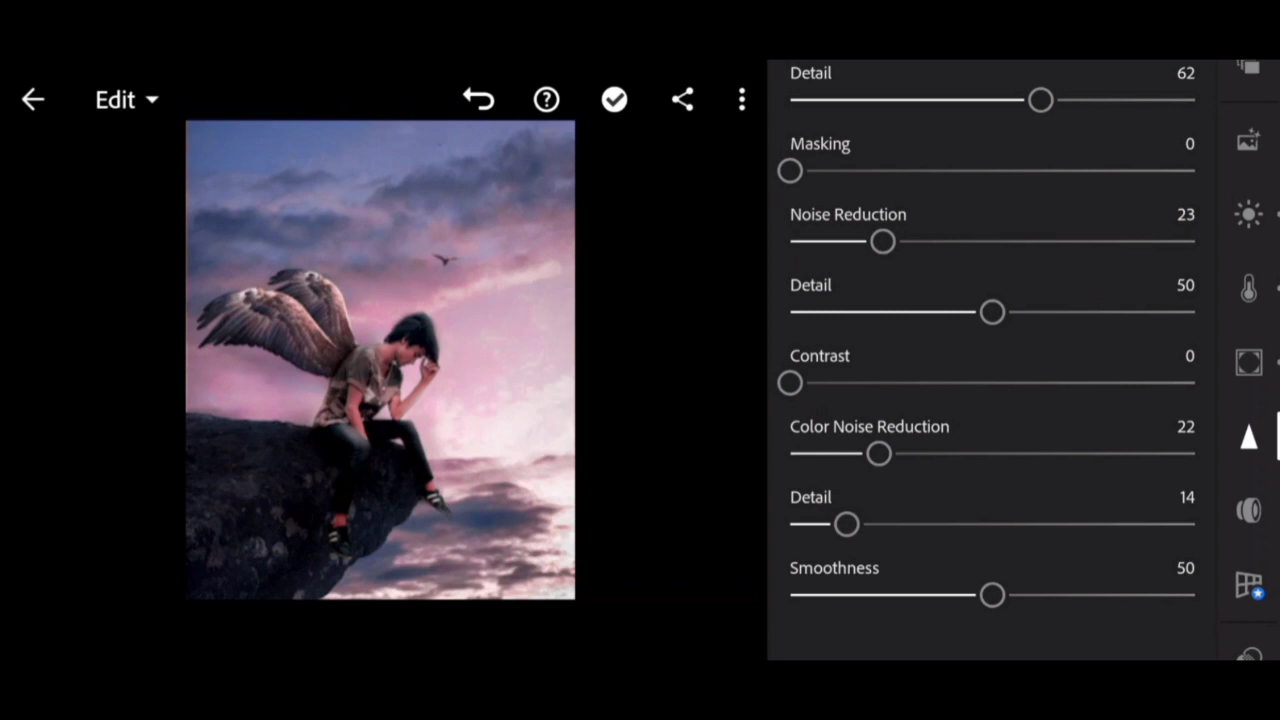 Edit
Detail 62
Masking 0
Noise Reduction 23
Detail 50
Contrast 0
Color Noise Reduction 22
Detail 14
Smoothness 50